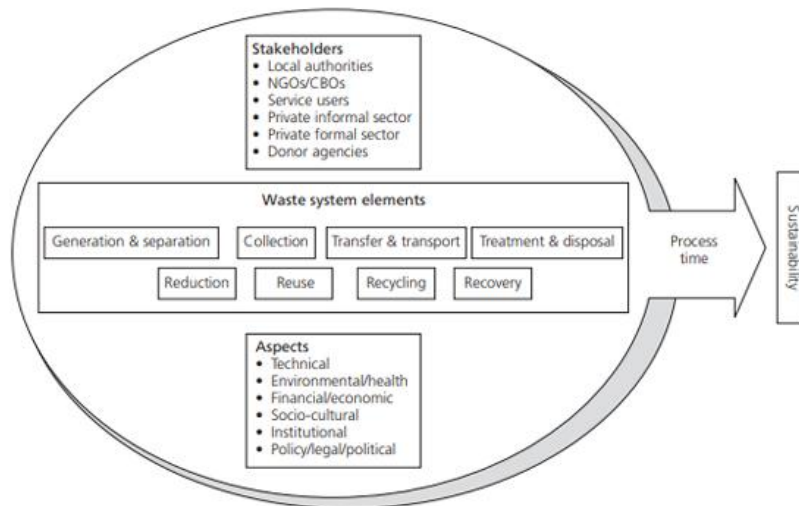 Stakeholders
• Local authorities
• NGOs/CBOs
• Service users
• Private informal sector
• Private formal sector
• Donor agencies
Waste system elements
Generation & separation
Collection
Transfer & transport
Treatment & disposal
Reduction
Reuse
Recycling
Recovery
Process
time
Sustainability
Aspects
• Technical
• Environmental/health
• Financial/economic
• Socio-cultural
• Institutional
• Policy/legal/political